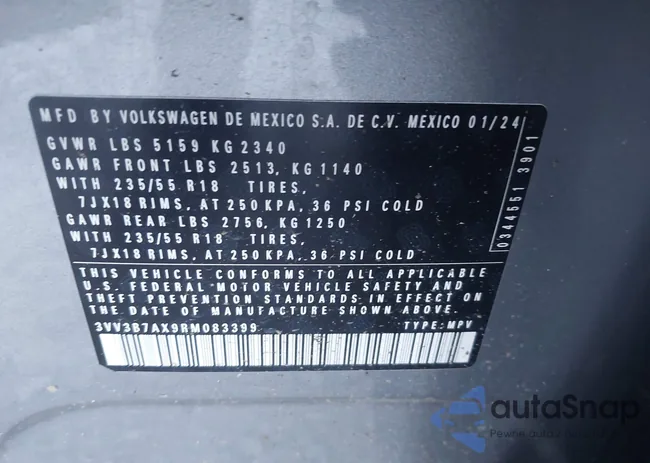 MFD BY VOLKSWAGEN DE MEXICO S.A. DE C.V. MEXICO 01/24
GVWR LBS 5159 KG 2340
GAWR FRONT LBS 2513, KG 1140
WITH 235/55 R18 TIRES,
7JX18 RIMS, AT 250 KPA, 36 PSI COLD
GAWR REAR LBS 2756, KG 1250
WITH 235/55 R18 TIRES,
7JX18 RIMS, AT 250 KPA, 36 PSI COLD
THIS VEHICLE CONFORMS TO ALL APPLICABLE
U.S. FEDERAL MOTOR VEHICLE SAFETY AND
THEFT PREVENTION STANDARDS IN EFFECT ON
THE DATE OF MANUFACTURE SHOWN ABOVE.
3VV3B7AX9RM083399 TYPE: MPV
0344551 3901
autaSnap
Pewne auta